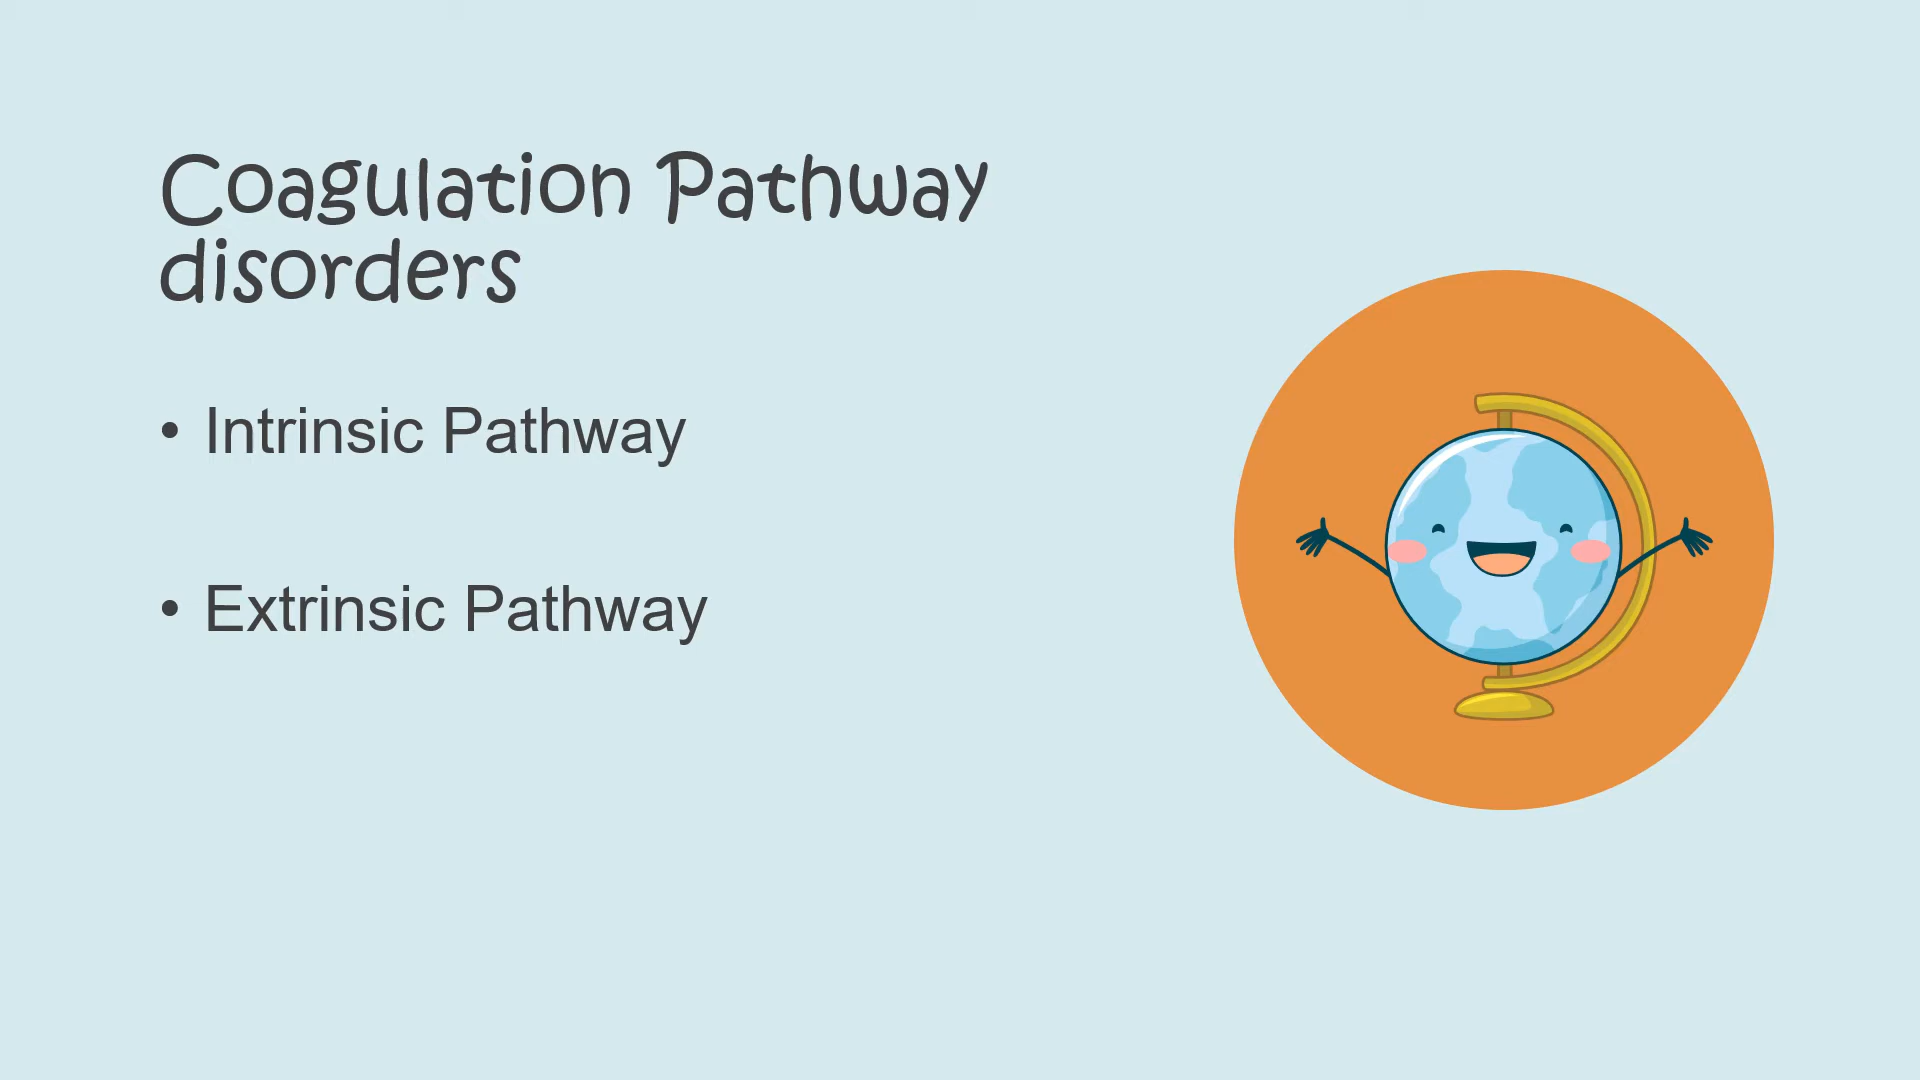 Coagulation Pathway
disorders
• Intrinsic Pathway
• Extrinsic Pathway